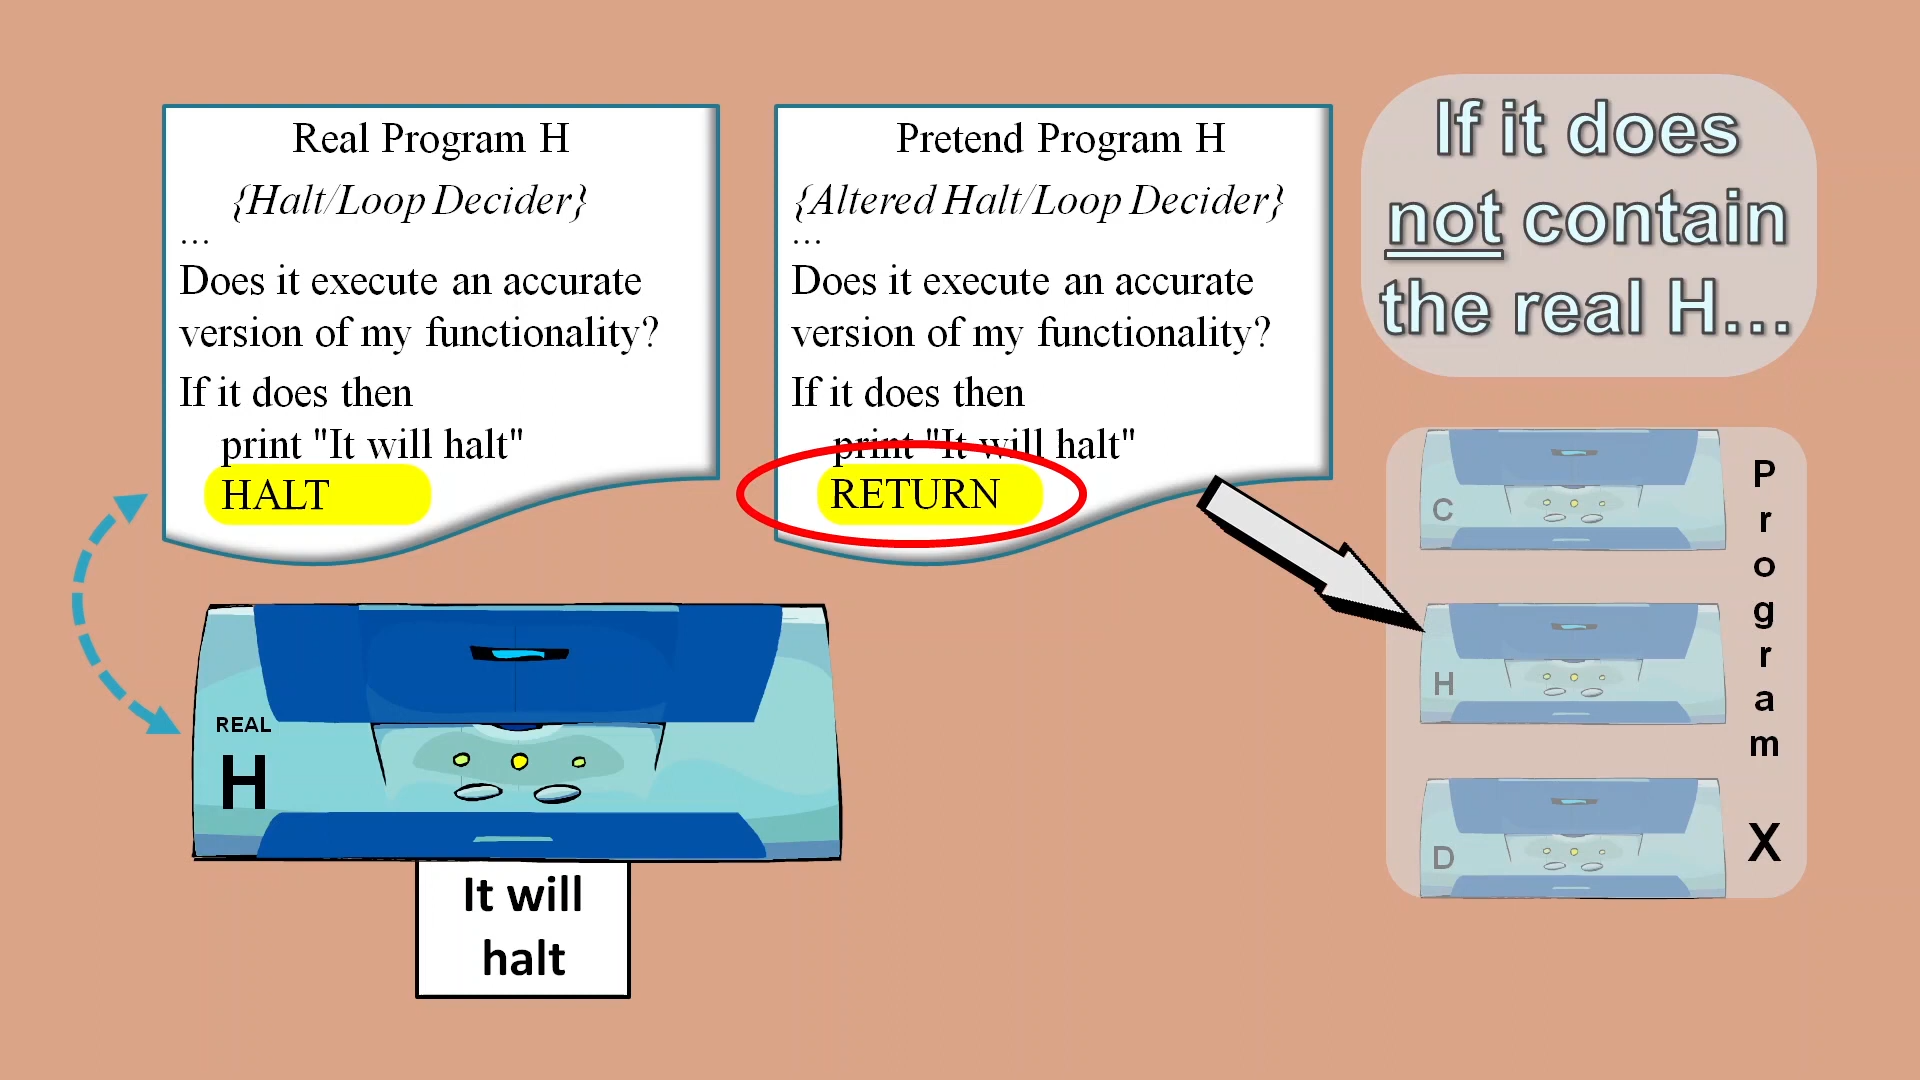 Real Program H
{Halt/Loop Decider}
...
Does it execute an accurate
version of my functionality?
If it does then
print "It will halt"
HALT
Pretend Program H
{Altered Halt/Loop Decider}
...
Does it execute an accurate
version of my functionality?
If it does then
print "It will halt"
RETURN
If it does
not contain
the real H...
C
H
D
Program X
REAL
H
It will
halt